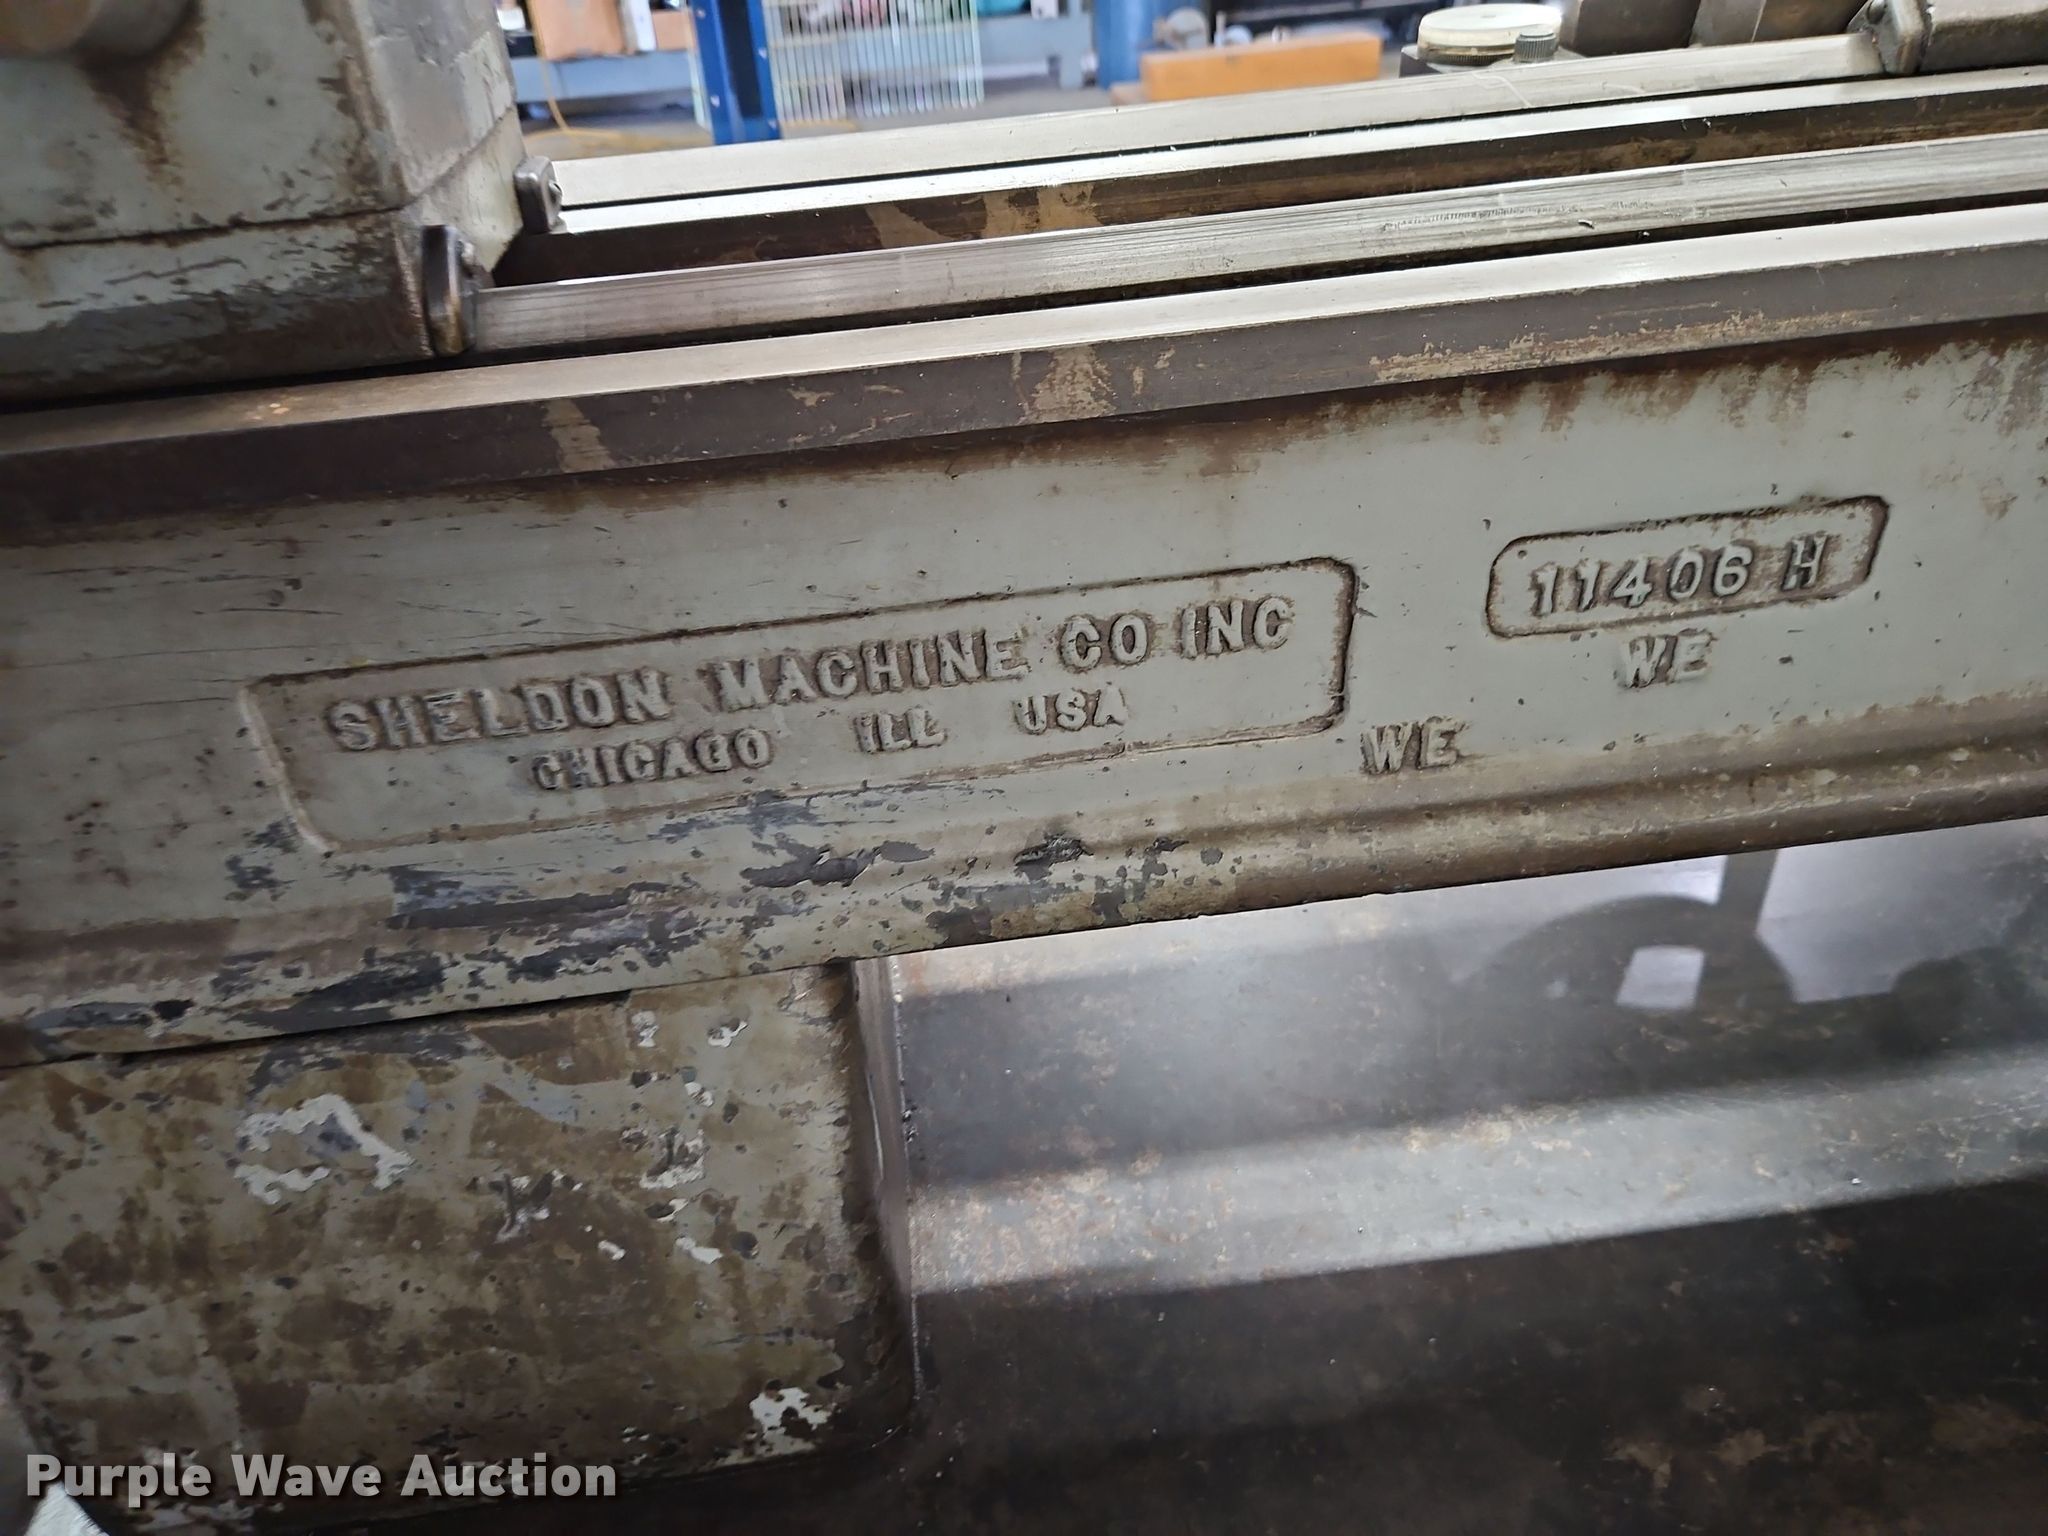 SHELDON MACHINE CO INC
CHICAGO ILL USA
11406 H
WE
WE
Purple Wave Auction